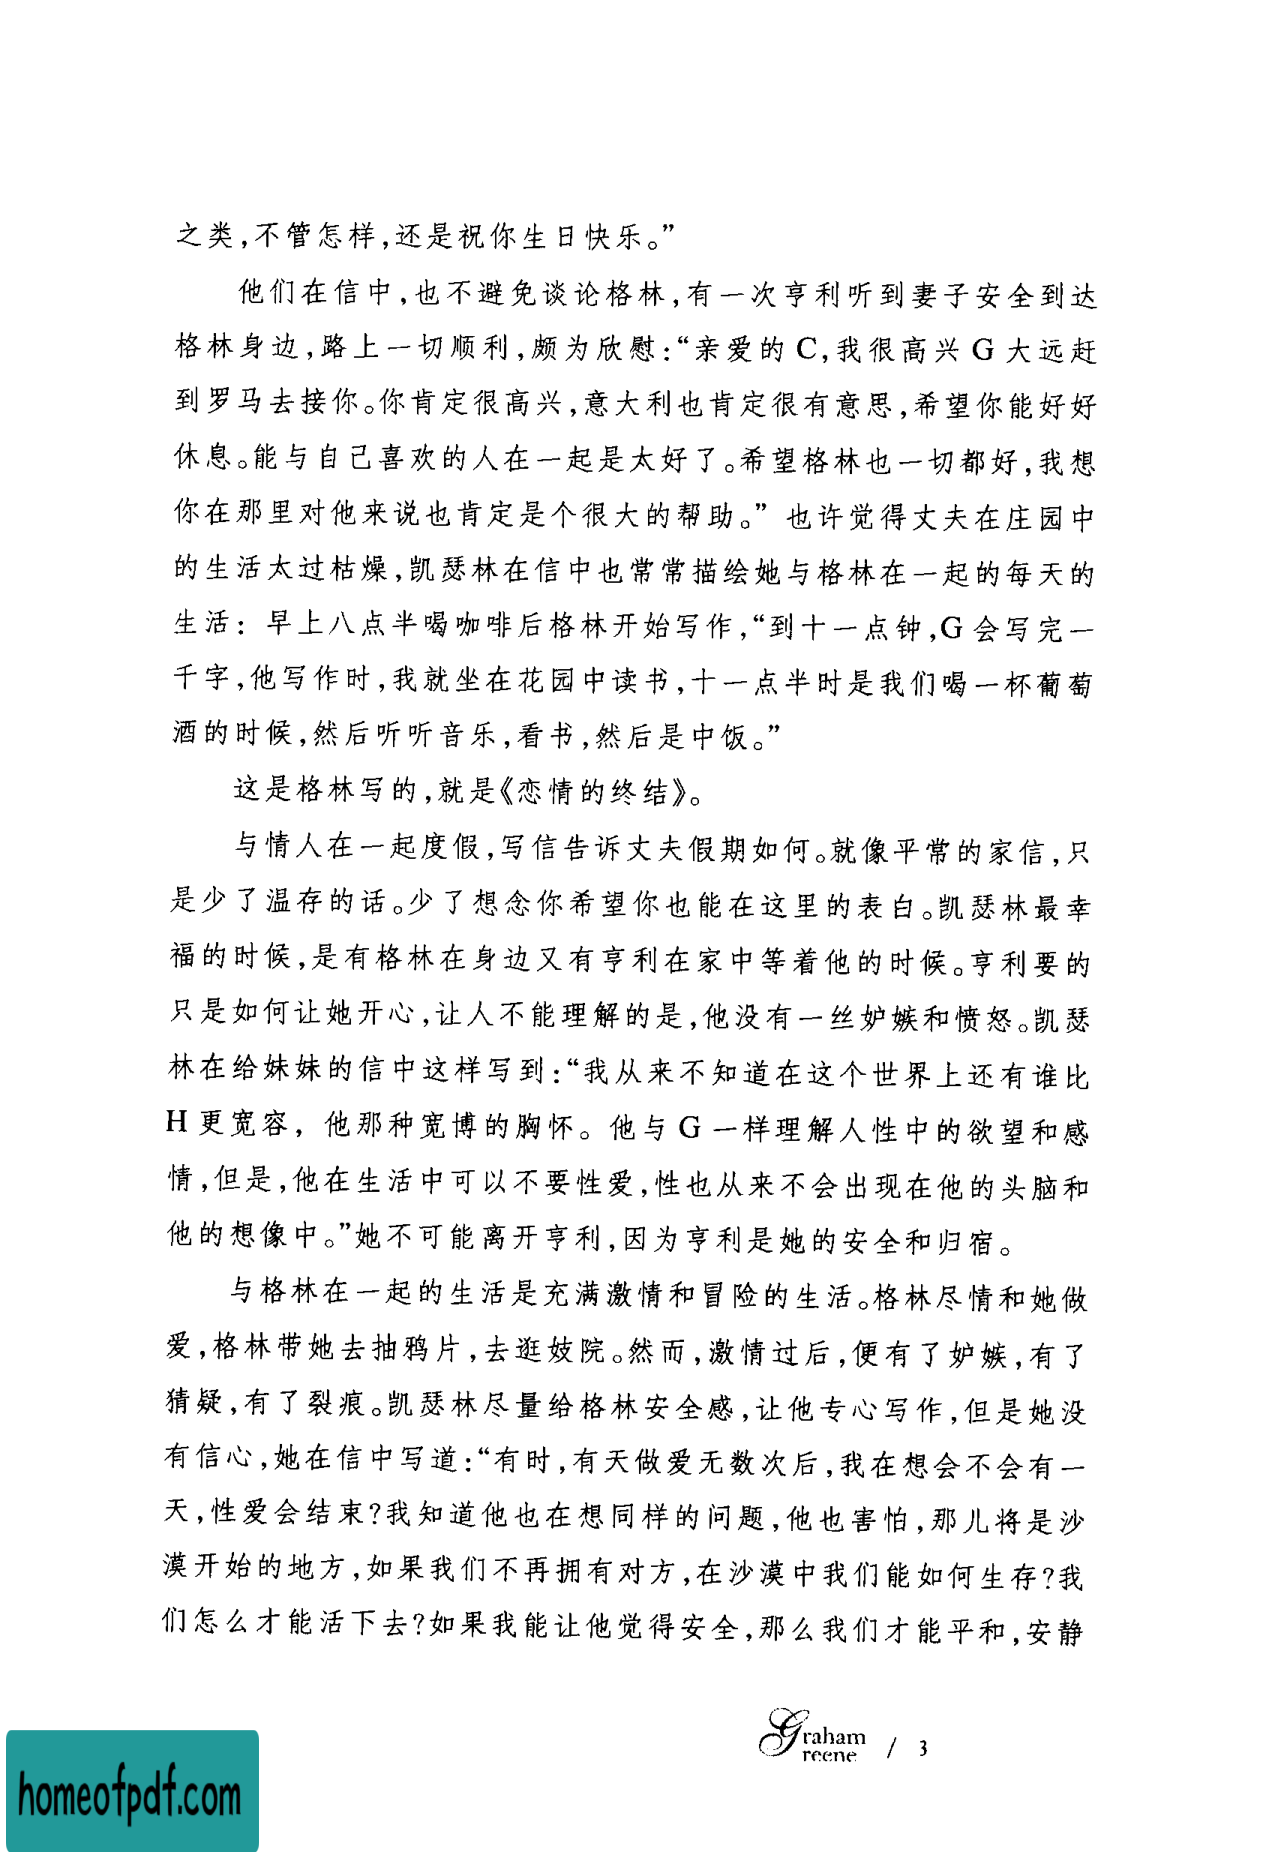 之类,不管怎样,还是祝你生日快乐。”
他们在信中,也不避免谈论格林,有一次亨利听到妻子安全到达
格林身边,路上一切顺利,颇为欣慰:“亲爱的C,我很高兴G大远赶
到罗马去接你。你肯定很高兴,意大利也肯定很有意思,希望你能好好
休息。能与自己喜欢的人在一起是太好了。希望格林也一切都好,我想
你在那里对他来说也肯定是个很大的帮助。”也许觉得丈夫在庄园中
的生活太过枯燥,凯瑟林在信中也常常描绘她与格林在一起的每天的
生活:早上八点半喝咖啡后格林开始写作,“到十一点钟,G会写完一
千字,他写作时,我就坐在花园中读书,十一点半时是我们喝一杯葡萄
酒的时候,然后听听音乐,看书,然后是中饭。”
这是格林写的,就是《恋情的终结》。
与情人在一起度假,写信告诉丈夫假期如何。就像平常的家信,只
是少了温存的话。少了想念你希望你也能在这里的表白。凯瑟林最幸
福的时候,是有格林在身边又有亨利在家中等着他的时候。亨利要的
只是如何让她开心,让人不能理解的是,他没有一丝妒嫉和愤怒。凯瑟
林在给妹妹的信中这样写到:“我从来不知道在这个世界上还有谁比
H更宽容,他那种宽博的胸怀。他与G一样理解人性中的欲望和感
情,但是,他在生活中可以不要性爱,性也从来不会出现在他的头脑和
他的想像中。”她不可能离开亨利,因为亨利是她的安全和归宿。
与格林在一起的生活是充满激情和冒险的生活。格林尽情和她做
爱,格林带她去抽鸦片,去逛妓院。然而,激情过后,便有了妒嫉,有了
猜疑,有了裂痕。凯瑟林尽量给格林安全感,让他专心写作,但是她没
有信心,她在信中写道:“有时,有天做爱无数次后,我在想会不会有一
天,性爱会结束?我知道他也在想同样的问题,他也害怕,那儿将是沙
漠开始的地方,如果我们不再拥有对方,在沙漠中我们能如何生存?我
们怎么才能活下去?如果我能让他觉得安全,那么我们才能平和,安静
Graham Greene / 3
homeofpdf.com